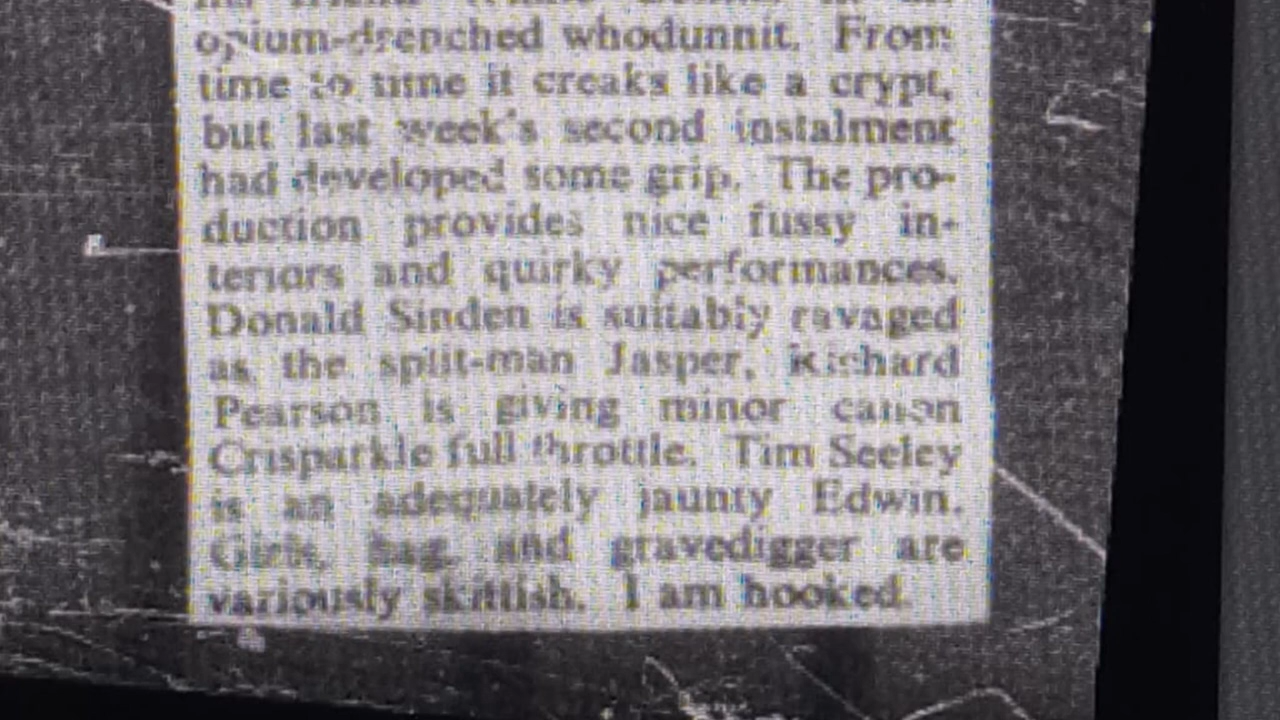 opium-drenched whodunnit. From
time to time it creaks like a crypt,
but last week's second instalment
had developed some grip. The pro-
duction provides nice fussy in-
teriors and quirky performances.
Donald Sinden is suitably ravaged
as the split-man Jasper, Richard
Pearson is giving minor canon
Crisparkle full throttle. Tim Seeley
is an adequately jaunty Edwin.
Girls, hag, and gravedigger are
variously skittish. I am hooked.